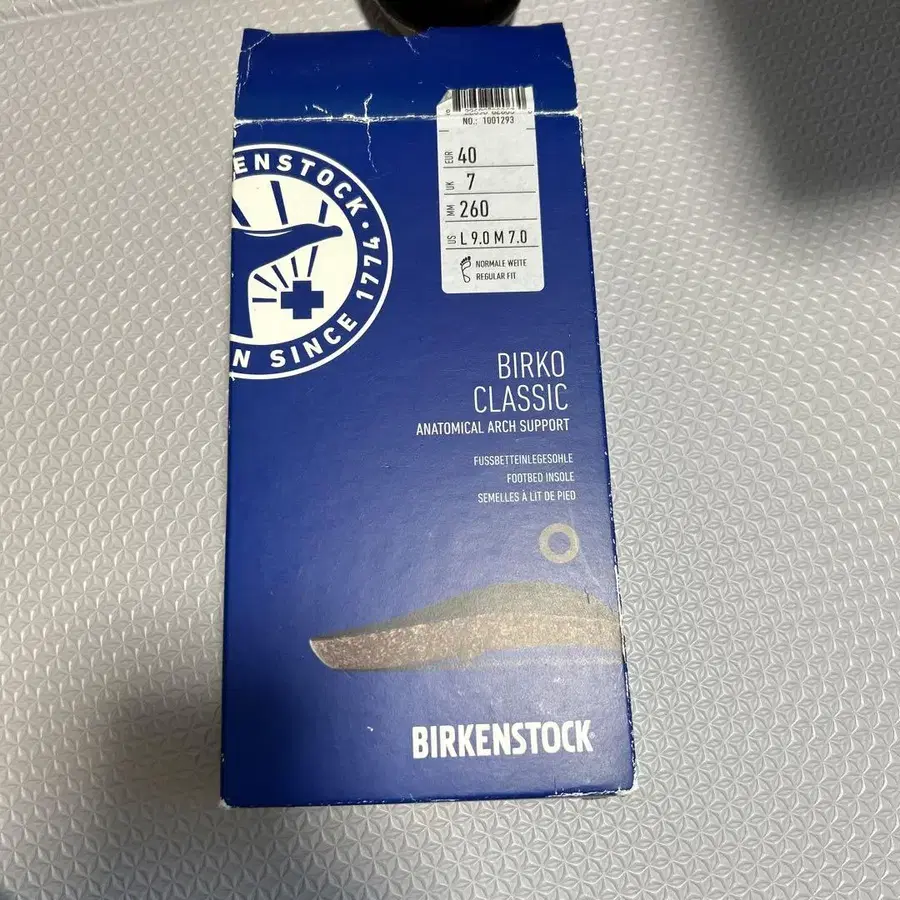 NO.: 1001293
EUR 40
UK 7
MM 260
US L 9.0 M 7.0
NORMALE WEITE
REGULAR FIT
ENSTOCK · 
N SINCE 1774
BIRKO
CLASSIC
ANATOMICAL ARCH SUPPORT
FUSSBETTEINLEGESOHLE
FOOTBED INSOLE
SEMELLES À LIT DE PIED
BIRKENSTOCK